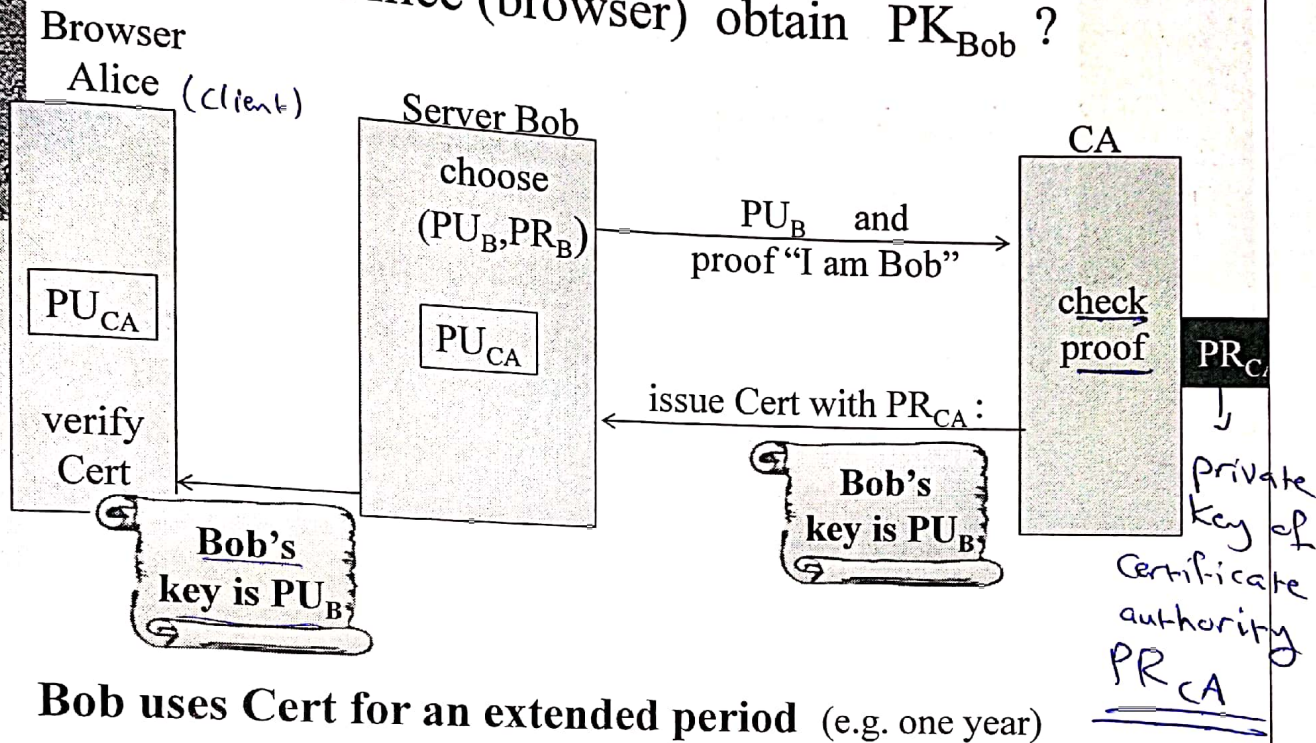 (browser) obtain PK_Bob ?
Browser
Alice (Client)
Server Bob
choose
(PU_B,PR_B)
PU_CA
PU_CA
verify
Cert
PU_B and
proof “I am Bob”
CA
check
proof
PR_C
issue Cert with PR_CA :
Bob’s
key is PU_B
Bob’s
key is PU_B
private
key of
Certificate
authority
PR_CA
Bob uses Cert for an extended period (e.g. one year)